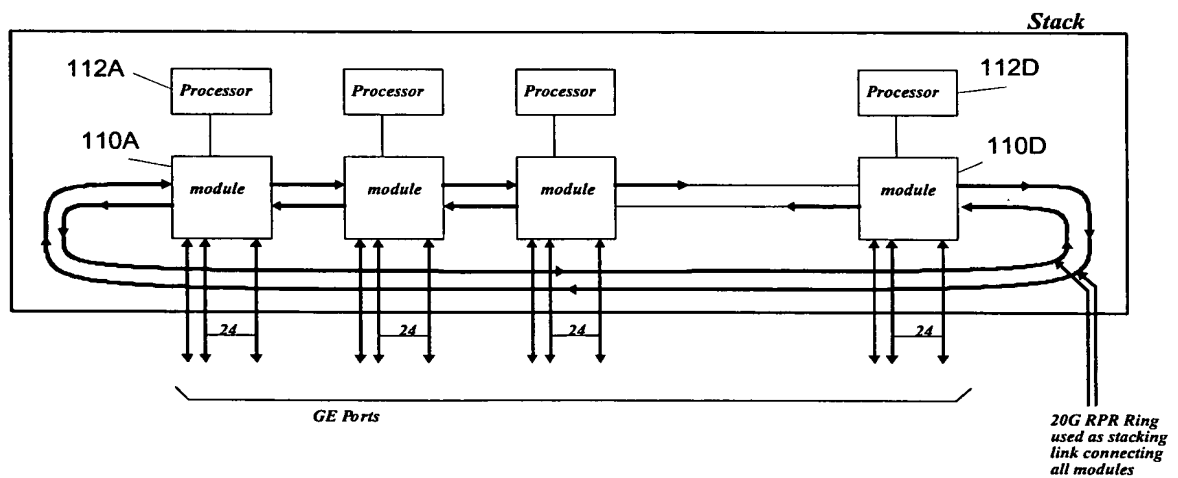 Stack
112A
Processor
Processor
Processor
Processor
112D
110A
110D
module
module
module
module
24
24
24
24
GE Ports
20G RPR Ring
used as stacking
link connecting
all modules